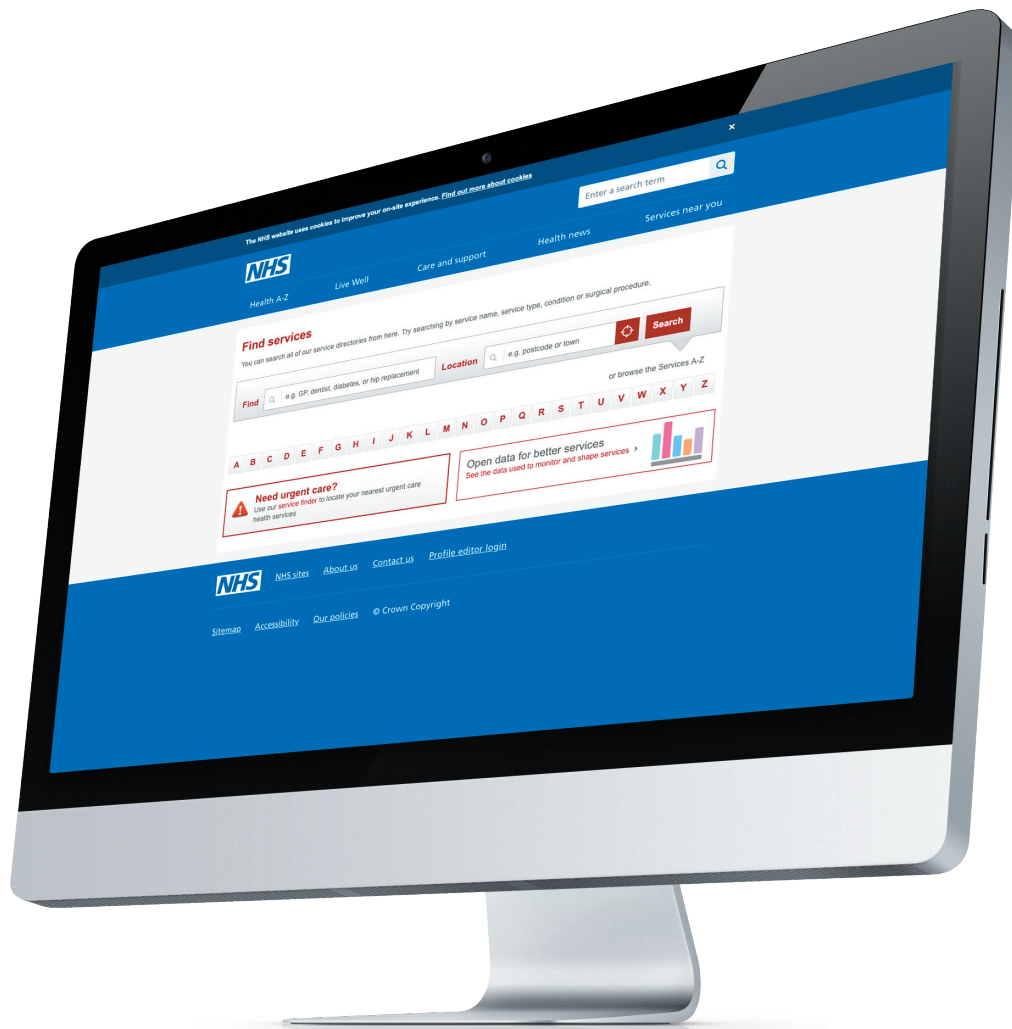 The NHS website uses cookies to improve your on-site experience. Find out more about cookies ×
NHS
Enter a search term
Health A-Z Live Well Care and support Health news Services near you
Find services
You can search all of our service directories from here. Try searching by service name, service type, condition or surgical procedure.
Find e.g. GP, dentist, diabetes, or hip replacement Location e.g. postcode or town Search
or browse the Services A-Z
A B C D E F G H I J K L M N O P Q R S T U V W X Y Z
Need urgent care?
Use our service finder to locate your nearest urgent care
health services
Open data for better services
See the data used to monitor and shape services ›
NHS NHS sites About us Contact us Profile editor login
Sitemap Accessibility Our policies © Crown Copyright